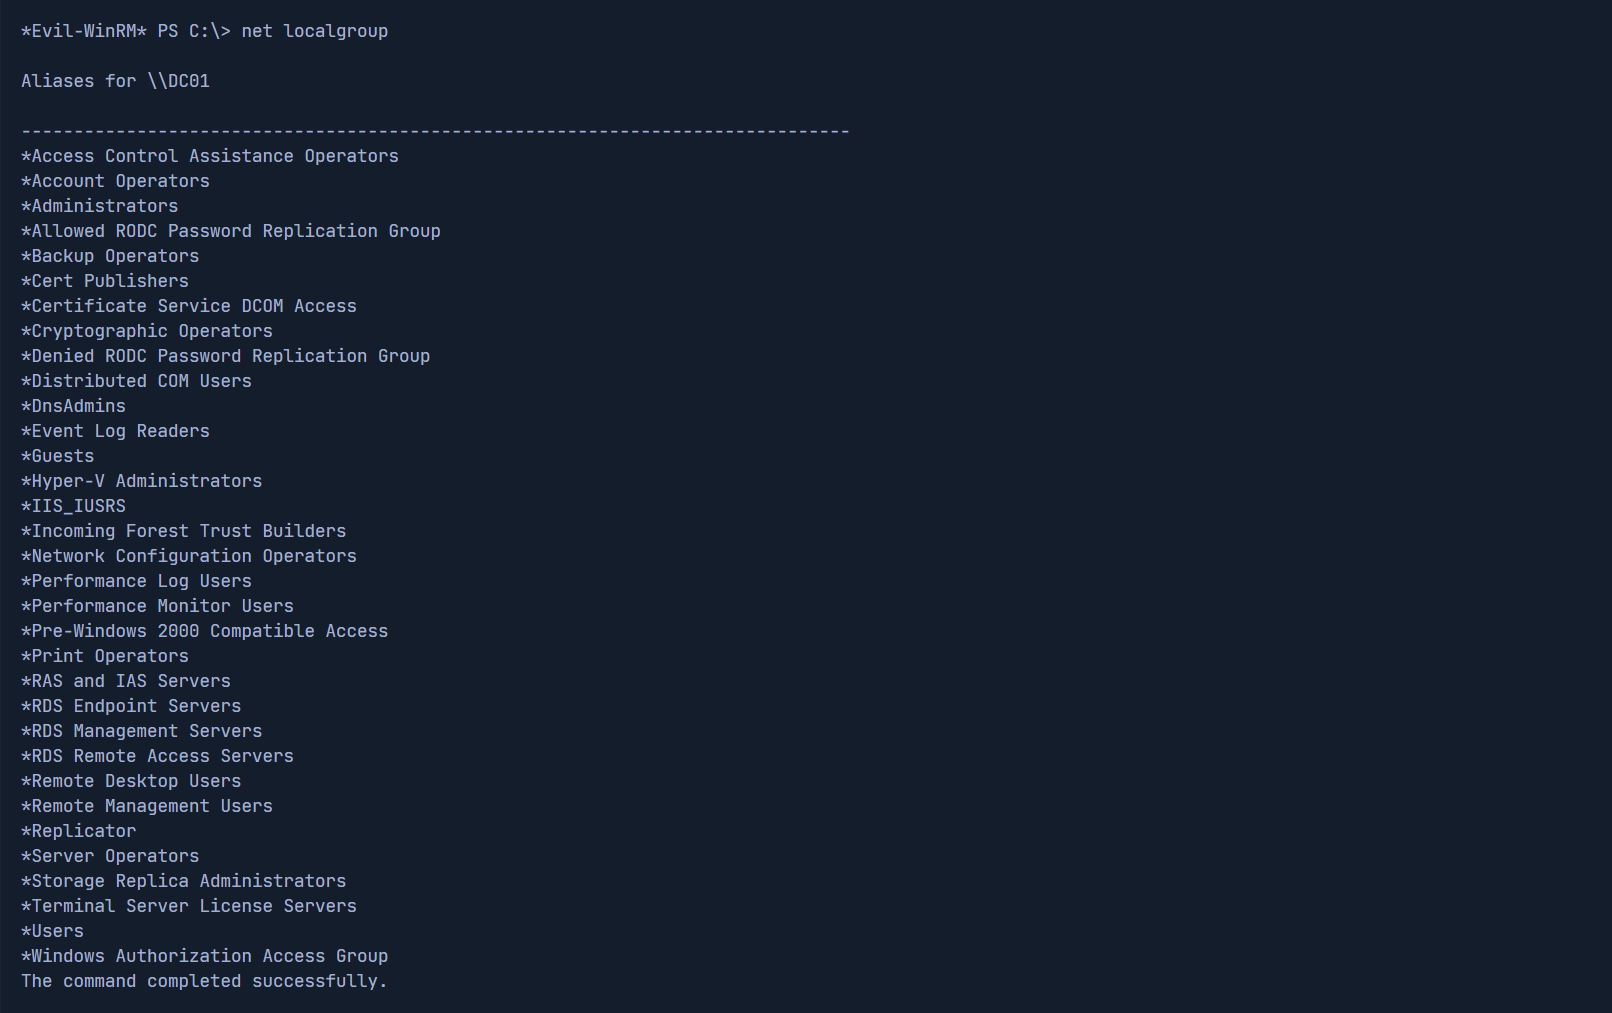 *Evil-WinRM* PS C:\> net localgroup
Aliases for \\DC01
-------------------------------------------------------------------------------
*Access Control Assistance Operators
*Account Operators
*Administrators
*Allowed RODC Password Replication Group
*Backup Operators
*Cert Publishers
*Certificate Service DCOM Access
*Cryptographic Operators
*Denied RODC Password Replication Group
*Distributed COM Users
*DnsAdmins
*Event Log Readers
*Guests
*Hyper-V Administrators
*IIS_IUSRS
*Incoming Forest Trust Builders
*Network Configuration Operators
*Performance Log Users
*Performance Monitor Users
*Pre-Windows 2000 Compatible Access
*Print Operators
*RAS and IAS Servers
*RDS Endpoint Servers
*RDS Management Servers
*RDS Remote Access Servers
*Remote Desktop Users
*Remote Management Users
*Replicator
*Server Operators
*Storage Replica Administrators
*Terminal Server License Servers
*Users
*Windows Authorization Access Group
The command completed successfully.